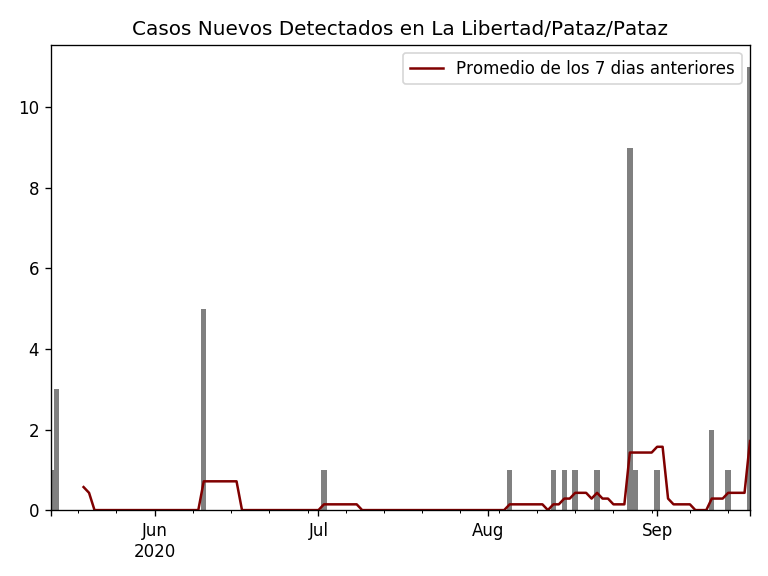 Casos Nuevos Detectados en La Libertad/Pataz/Pataz
Promedio de los 7 dias anteriores
10
8
6
4
2
0
Jun Jul Aug Sep
2020